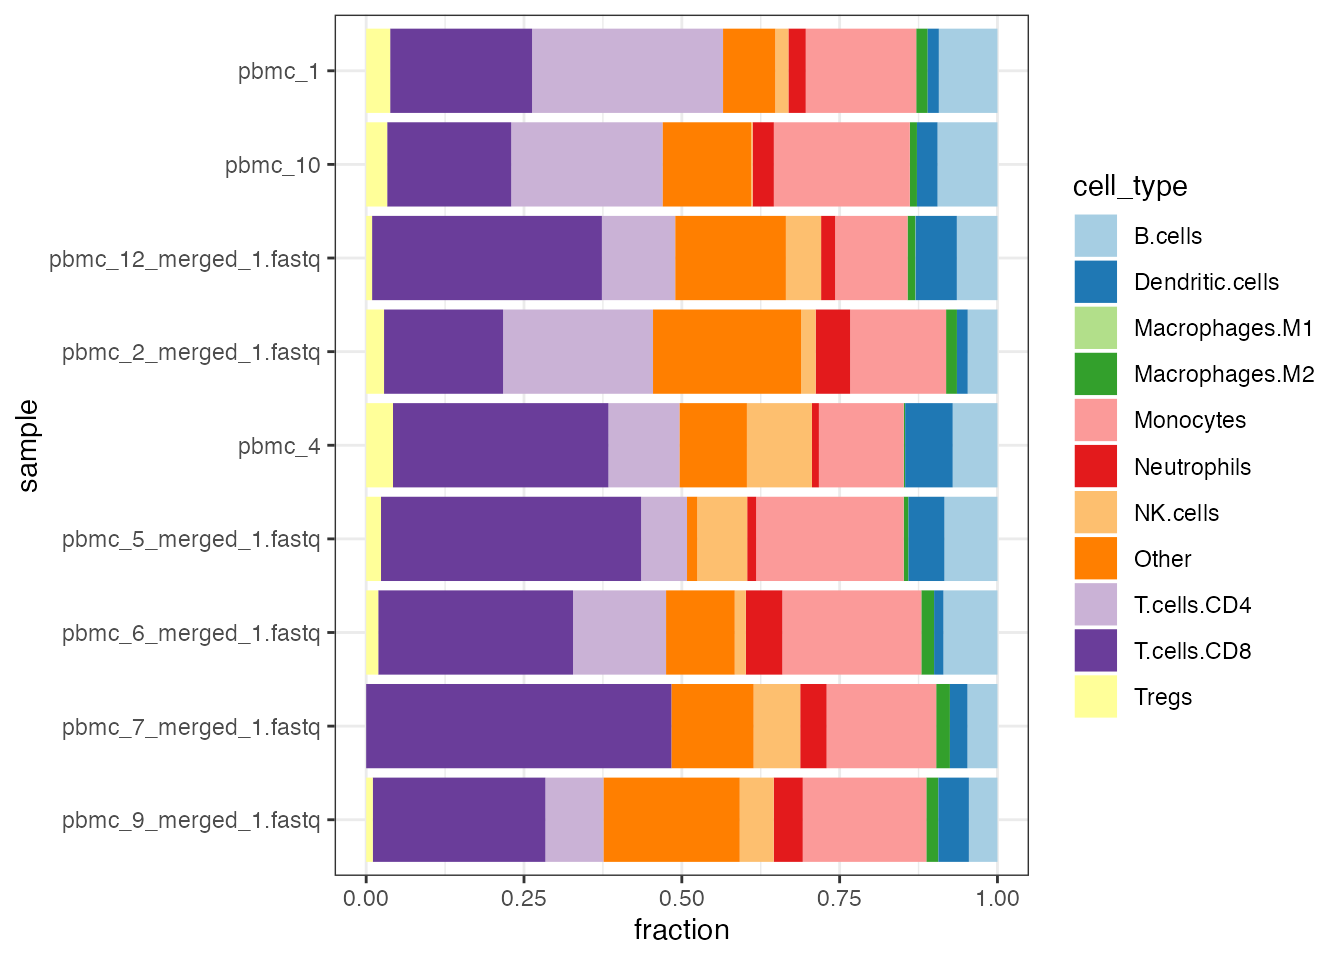 pbmc_1
pbmc_10
pbmc_12_merged_1.fastq
pbmc_2_merged_1.fastq
pbmc_4
pbmc_5_merged_1.fastq
pbmc_6_merged_1.fastq
pbmc_7_merged_1.fastq
pbmc_9_merged_1.fastq
sample
0.00 0.25 0.50 0.75 1.00
fraction
cell_type
B.cells
Dendritic.cells
Macrophages.M1
Macrophages.M2
Monocytes
Neutrophils
NK.cells
Other
T.cells.CD4
T.cells.CD8
Tregs